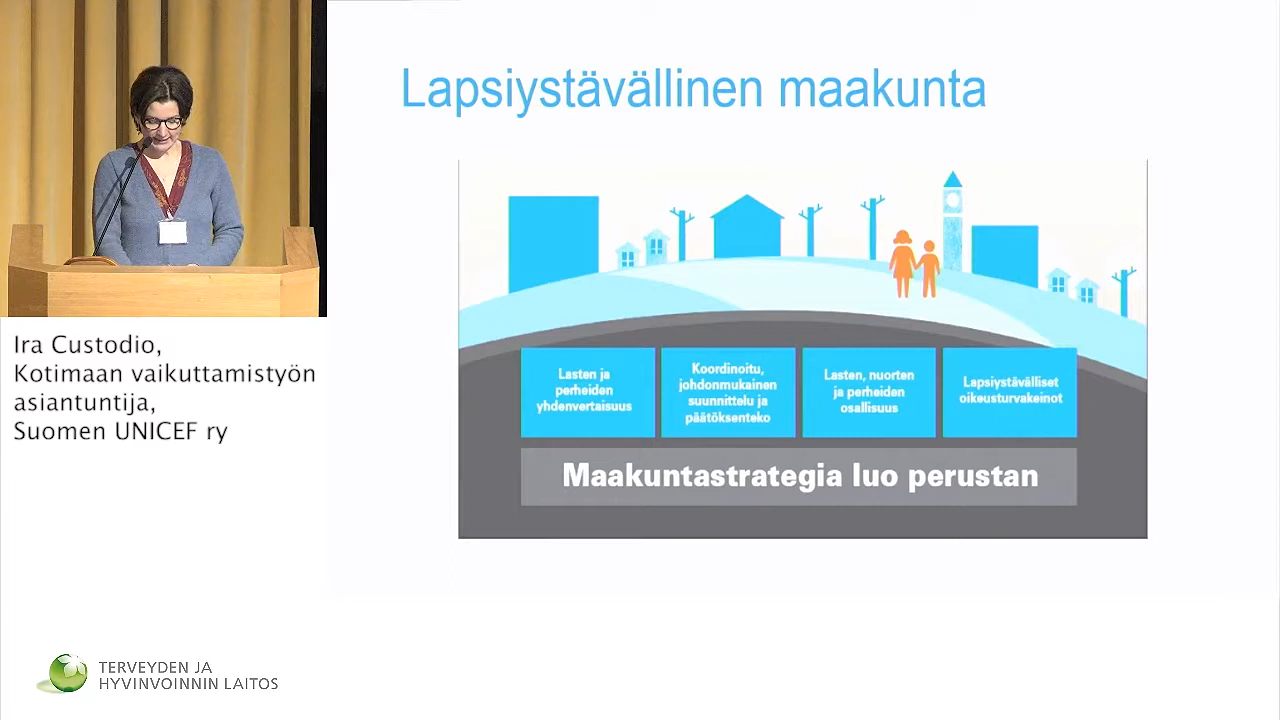 Lapsiystävällinen maakunta
Lasten ja
perheiden
yhdenvertaisuus
Koordinoitu,
johdonmukainen
suunnittelu ja
päätöksenteko
Lasten, nuorten
ja perheiden
osallisuus
Lapsiystävälliset
oikeusturvakeinot
Maakuntastrategia luo perustan
Ira Custodio,
Kotimaan vaikuttamistyön
asiantuntija,
Suomen UNICEF ry
TERVEYDEN JA
HYVINVOINNIN LAITOS